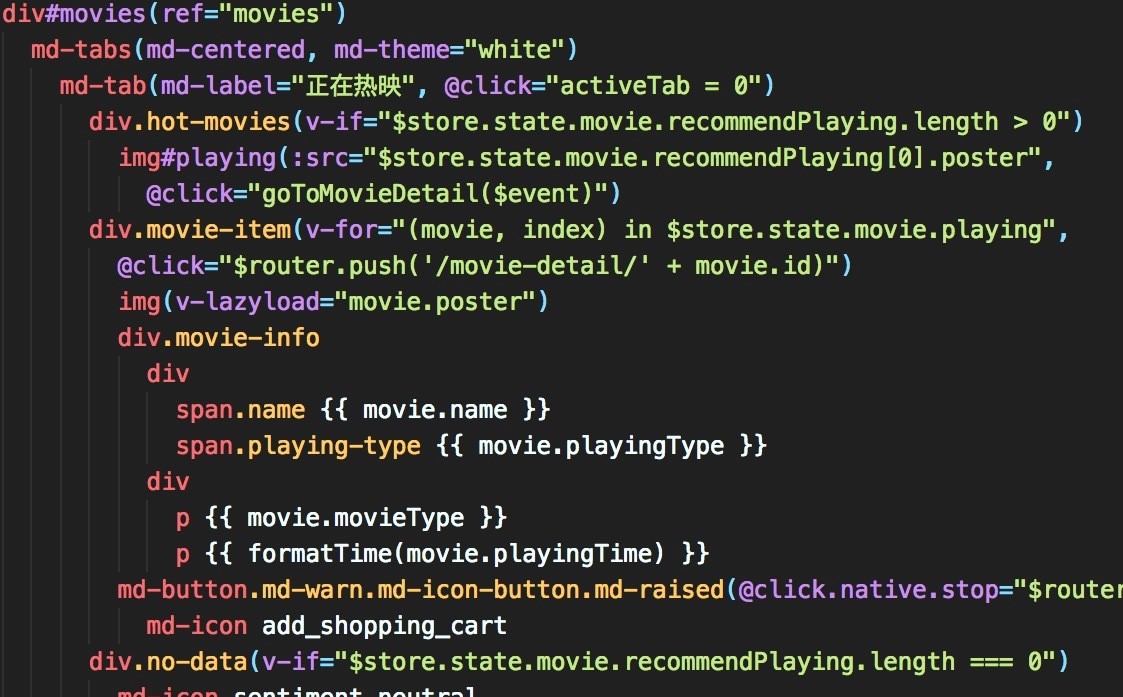 div#movies(ref="movies")
md-tabs(md-centered, md-theme="white")
md-tab(md-label="正在热映", @click="activeTab = 0")
div.hot-movies(v-if="$store.state.movie.recommendPlaying.length > 0")
img#playing(:src="$store.state.movie.recommendPlaying[0].poster",
@click="goToMovieDetail($event)")
div.movie-item(v-for="(movie, index) in $store.state.movie.playing",
@click="$router.push('/movie-detail/' + movie.id)")
img(v-lazyload="movie.poster")
div.movie-info
div
span.name {{ movie.name }}
span.playing-type {{ movie.playingType }}
div
p {{ movie.movieType }}
p {{ formatTime(movie.playingTime) }}
md-button.md-warn.md-icon-button.md-raised(@click.native.stop="$router
md-icon add_shopping_cart
div.no-data(v-if="$store.state.movie.recommendPlaying.length === 0")
md-icon sentiment_neutral